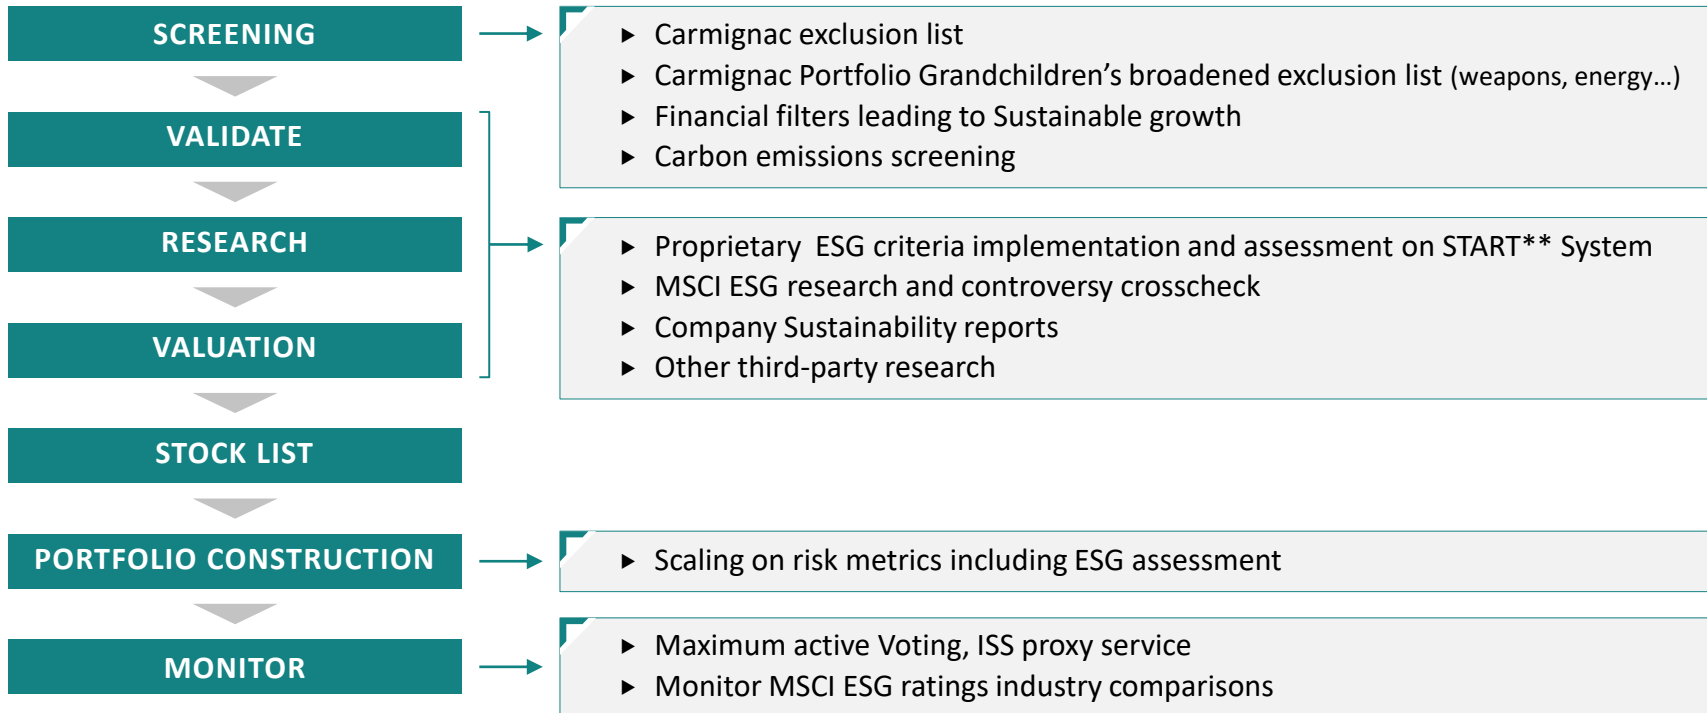 SCREENING
► Carmignac exclusion list
► Carmignac Portfolio Grandchildren’s broadened exclusion list (weapons, energy…)
► Financial filters leading to Sustainable growth
► Carbon emissions screening
VALIDATE
RESEARCH
VALUATION
► Proprietary  ESG criteria implementation and assessment on START** System
► MSCI ESG research and controversy crosscheck
► Company Sustainability reports
► Other third-party research
STOCK LIST
PORTFOLIO CONSTRUCTION
► Scaling on risk metrics including ESG assessment
MONITOR
► Maximum active Voting, ISS proxy service
► Monitor MSCI ESG ratings industry comparisons